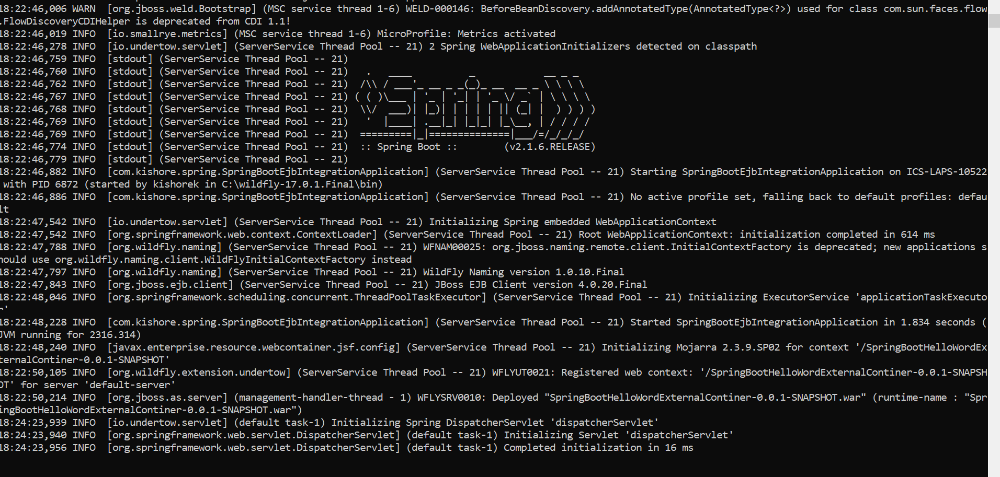 18:22:46,006 WARN  [org.jboss.weld.Bootstrap] (MSC service thread 1-6) WELD-000146: BeforeBeanDiscovery.addAnnotatedType(AnnotatedType<?>) used for class com.sun.faces.flow
.FlowDiscoveryCDIHelper is deprecated from CDI 1.1!
18:22:46,019 INFO  [io.smallrye.metrics] (MSC service thread 1-6) MicroProfile: Metrics activated
18:22:46,278 INFO  [io.undertow.servlet] (ServerService Thread Pool -- 21) 2 Spring WebApplicationInitializers detected on classpath
18:22:46,759 INFO  [stdout] (ServerService Thread Pool -- 21)
18:22:46,760 INFO  [stdout] (ServerService Thread Pool -- 21)   .   ____          _            __ _ _
18:22:46,762 INFO  [stdout] (ServerService Thread Pool -- 21)  /\\ / ___'_ __ _ _(_)_ __  __ _ \ \ \ \
18:22:46,767 INFO  [stdout] (ServerService Thread Pool -- 21) ( ( )\___ | '_ | '_| | '_ \/ _` | \ \ \ \
18:22:46,768 INFO  [stdout] (ServerService Thread Pool -- 21)  \\/  ___)| |_)| | | | | || (_| |  ) ) ) )
18:22:46,769 INFO  [stdout] (ServerService Thread Pool -- 21)   '  |____| .__|_| |_|_| |_\__, | / / / /
18:22:46,769 INFO  [stdout] (ServerService Thread Pool -- 21)  =========|_|==============|___/=/_/_/_/
18:22:46,774 INFO  [stdout] (ServerService Thread Pool -- 21)  :: Spring Boot ::        (v2.1.6.RELEASE)
18:22:46,779 INFO  [stdout] (ServerService Thread Pool -- 21)
18:22:46,882 INFO  [com.kishore.spring.SpringBootEjbIntegrationApplication] (ServerService Thread Pool -- 21) Starting SpringBootEjbIntegrationApplication on ICS-LAPS-10522
 with PID 6872 (started by kishorek in C:\wildfly-17.0.1.Final\bin)
18:22:46,886 INFO  [com.kishore.spring.SpringBootEjbIntegrationApplication] (ServerService Thread Pool -- 21) No active profile set, falling back to default profiles: defau
lt
18:22:47,542 INFO  [io.undertow.servlet] (ServerService Thread Pool -- 21) Initializing Spring embedded WebApplicationContext
18:22:47,542 INFO  [org.springframework.web.context.ContextLoader] (ServerService Thread Pool -- 21) Root WebApplicationContext: initialization completed in 614 ms
18:22:47,788 INFO  [org.wildfly.naming] (ServerService Thread Pool -- 21) WFNAM00025: org.jboss.naming.remote.client.InitialContextFactory is deprecated; new applications s
hould use org.wildfly.naming.client.WildFlyInitialContextFactory instead
18:22:47,797 INFO  [org.wildfly.naming] (ServerService Thread Pool -- 21) WildFly Naming version 1.0.10.Final
18:22:47,843 INFO  [org.jboss.ejb.client] (ServerService Thread Pool -- 21) JBoss EJB Client version 4.0.20.Final
18:22:48,046 INFO  [org.springframework.scheduling.concurrent.ThreadPoolTaskExecutor] (ServerService Thread Pool -- 21) Initializing ExecutorService 'applicationTaskExecuto
r'
18:22:48,228 INFO  [com.kishore.spring.SpringBootEjbIntegrationApplication] (ServerService Thread Pool -- 21) Started SpringBootEjbIntegrationApplication in 1.834 seconds (
JVM running for 2316.314)
18:22:48,240 INFO  [javax.enterprise.resource.webcontainer.jsf.config] (ServerService Thread Pool -- 21) Initializing Mojarra 2.3.9.SP02 for context '/SpringBootHelloWordEx
ternalContiner-0.0.1-SNAPSHOT'
18:22:50,105 INFO  [org.wildfly.extension.undertow] (ServerService Thread Pool -- 21) WFLYUT0021: Registered web context: '/SpringBootHelloWordExternalContiner-0.0.1-SNAPSH
OT' for server 'default-server'
18:22:50,214 INFO  [org.jboss.as.server] (management-handler-thread - 1) WFLYSRV0010: Deployed "SpringBootHelloWordExternalContiner-0.0.1-SNAPSHOT.war" (runtime-name : "Spr
ingBootHelloWordExternalContiner-0.0.1-SNAPSHOT.war")
18:24:23,939 INFO  [io.undertow.servlet] (default task-1) Initializing Spring DispatcherServlet 'dispatcherServlet'
18:24:23,940 INFO  [org.springframework.web.servlet.DispatcherServlet] (default task-1) Initializing Servlet 'dispatcherServlet'
18:24:23,956 INFO  [org.springframework.web.servlet.DispatcherServlet] (default task-1) Completed initialization in 16 ms